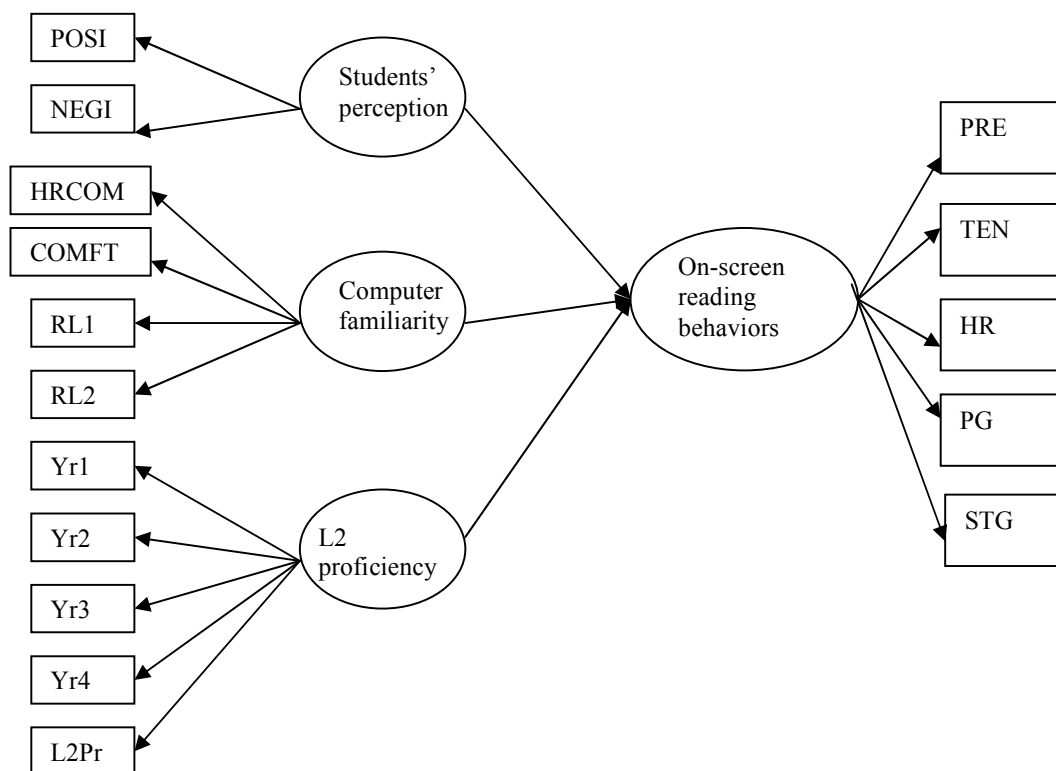 POSI
NEGI
HRCOM
COMFT
RL1
RL2
Yr1
Yr2
Yr3
Yr4
L2Pr
Students’
perception
Computer
familiarity
L2
proficiency
On-screen
reading
behaviors
PRE
TEN
HR
PG
STG